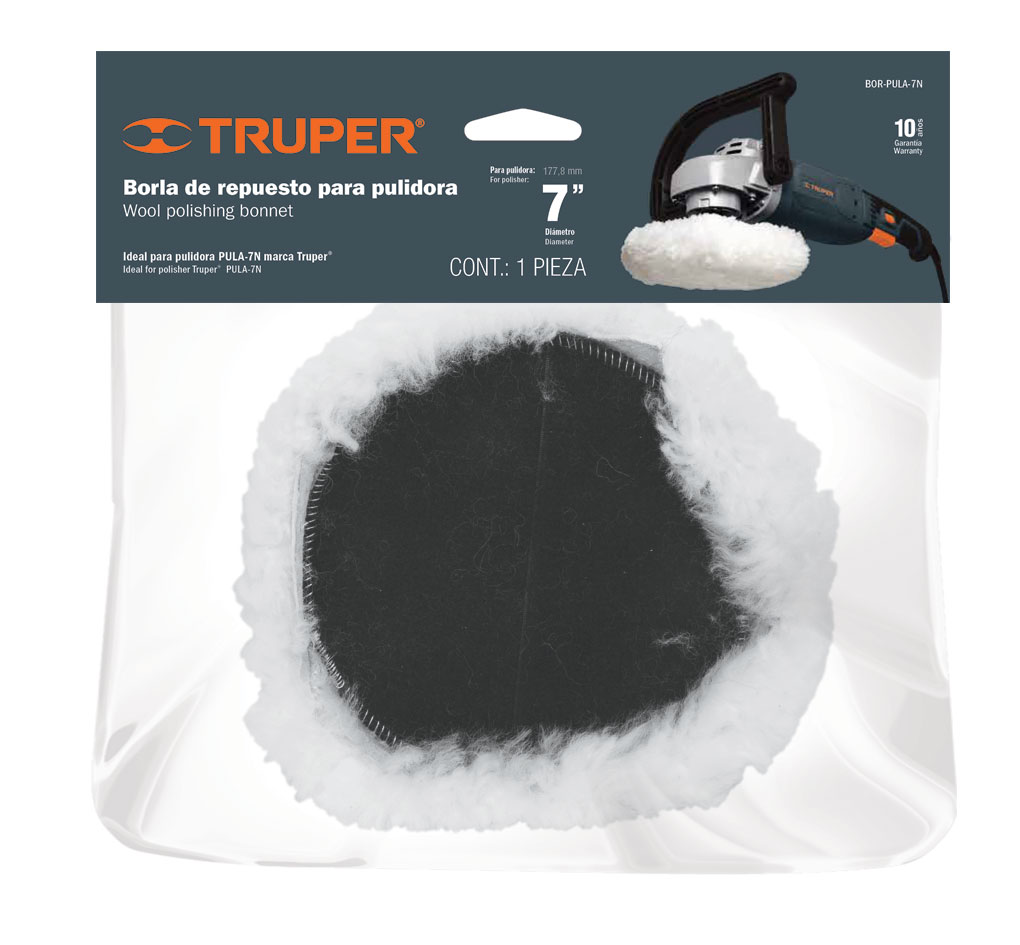 BOR-PULA-7N
TRUPER®
10 años
Garantía
Warranty
Borla de repuesto para pulidora
Wool polishing bonnet
Para pulidora: 177,8 mm
For polisher:
7”
Diámetro
Diameter
Ideal para pulidora PULA-7N marca Truper®
Ideal for polisher Truper® PULA-7N
CONT.: 1 PIEZA
TRUPER